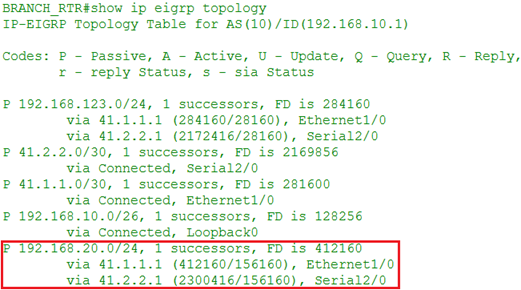 BRANCH_RTR#show ip eigrp topology
IP-EIGRP Topology Table for AS(10)/ID(192.168.10.1)
Codes: P - Passive, A - Active, U - Update, Q - Query, R - Reply,
r - reply Status, s - sia Status
P 192.168.123.0/24, 1 successors, FD is 284160
via 41.1.1.1 (284160/28160), Ethernet1/0
via 41.2.2.1 (2172416/28160), Serial2/0
P 41.2.2.0/30, 1 successors, FD is 2169856
via Connected, Serial2/0
P 41.1.1.0/30, 1 successors, FD is 281600
via Connected, Ethernet1/0
P 192.168.10.0/26, 1 successors, FD is 128256
via Connected, Loopback0
P 192.168.20.0/24, 1 successors, FD is 412160
via 41.1.1.1 (412160/156160), Ethernet1/0
via 41.2.2.1 (2300416/156160), Serial2/0